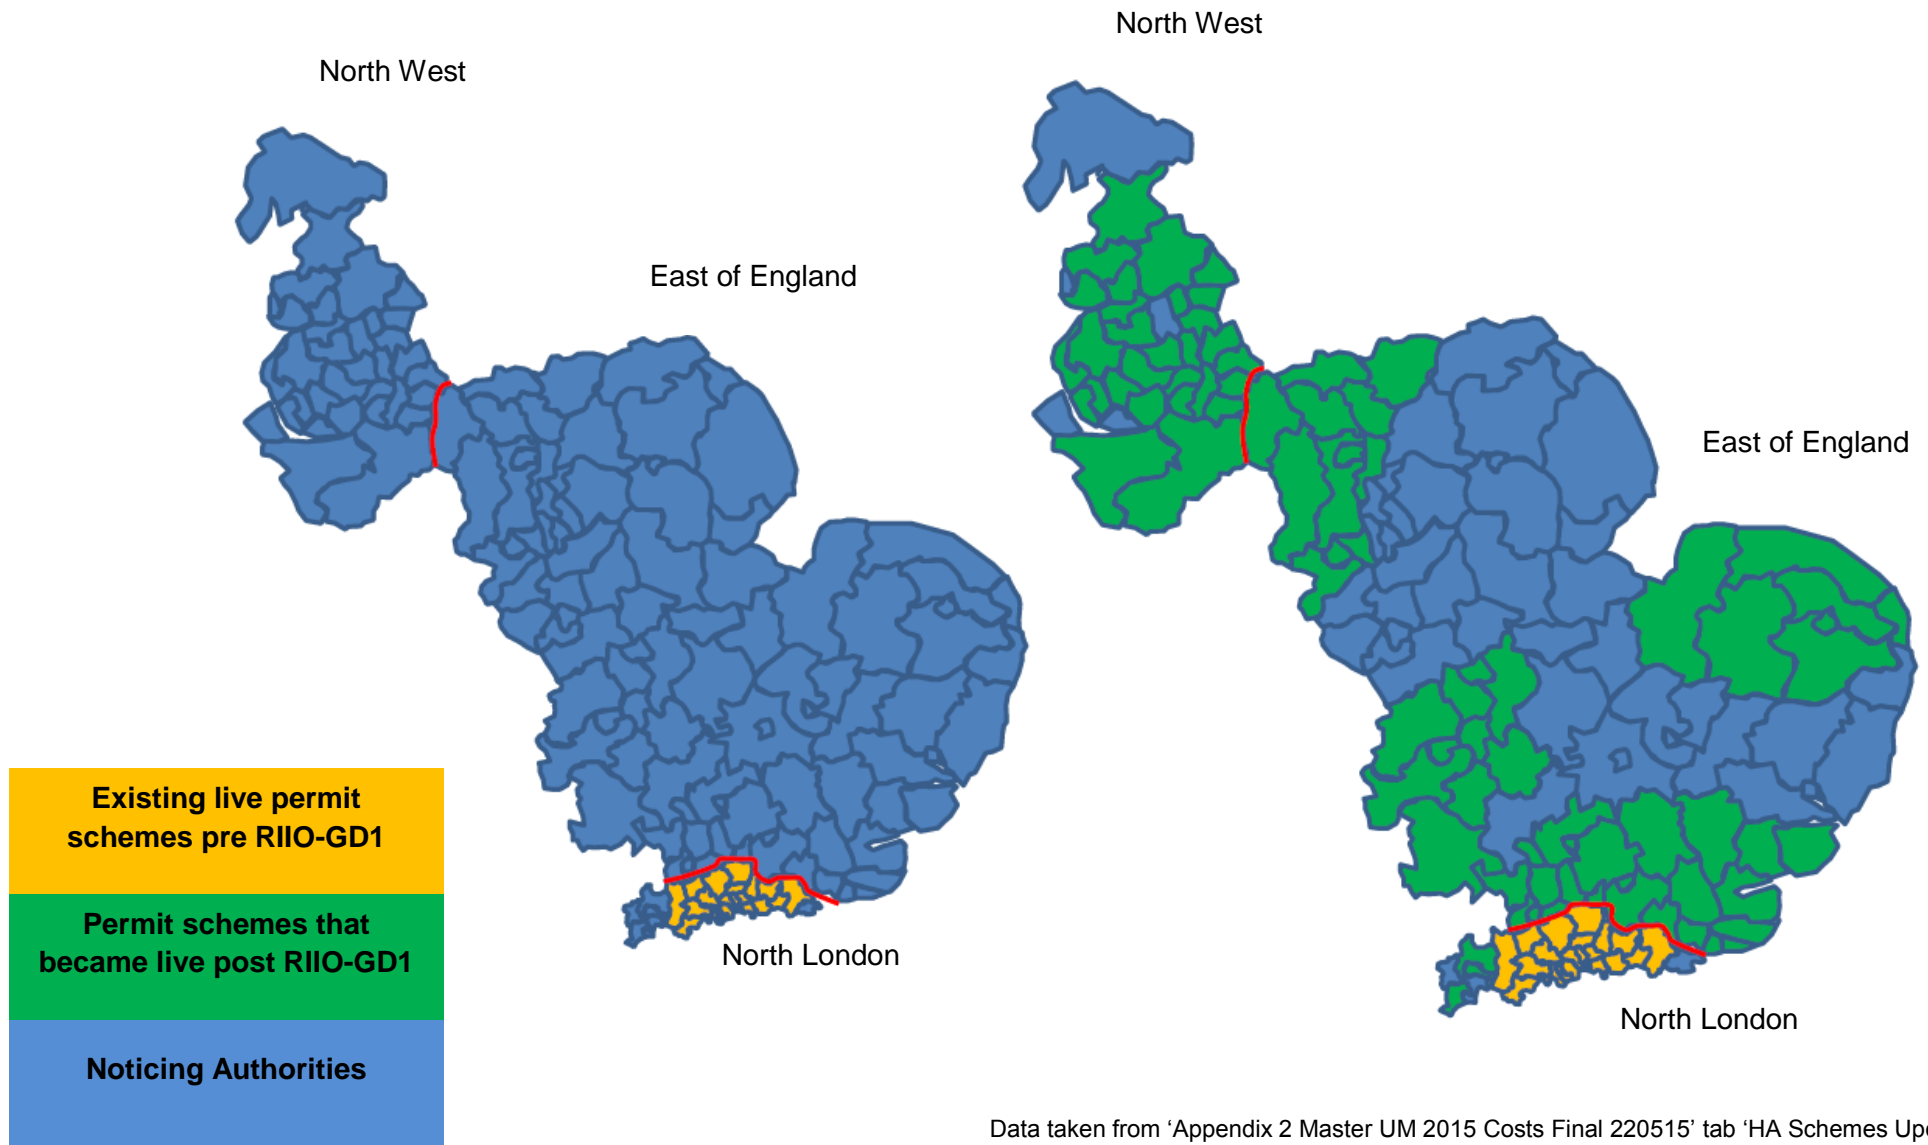 North West
North West
East of England
East of England
Existing live permit
schemes pre RIIO-GD1
Permit schemes that
became live post RIIO-GD1
Noticing Authorities
North London
North London
Data taken from ‘Appendix 2 Master UM 2015 Costs Final 220515’ tab ‘HA Schemes